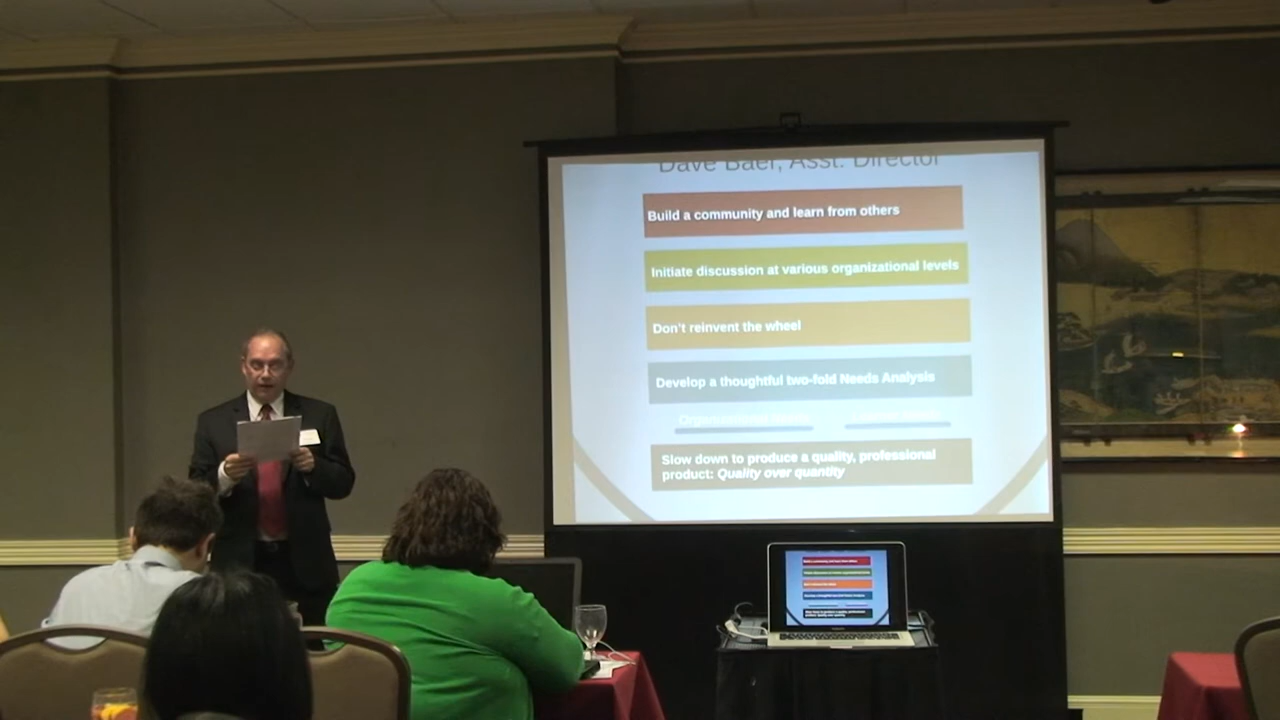 Dave Baer, Asst. Director
Build a community and learn from others
Initiate discussion at various organizational levels
Don't reinvent the wheel
Develop a thoughtful two-fold Needs Analysis
Slow down to produce a quality, professional
product: Quality over quantity